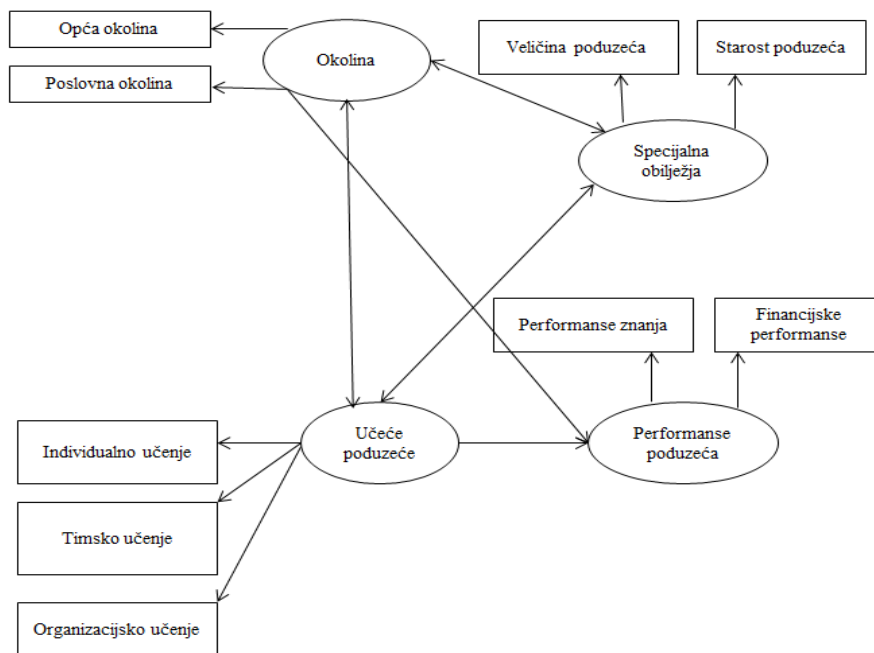 Opća okolina
Poslovna okolina
Okolina
Veličina poduzeća
Starost poduzeća
Specijalna
obilježja
Performanse znanja
Financijske
performanse
Učeće
poduzeće
Performanse
poduzeća
Individualno učenje
Timsko učenje
Organizacijsko učenje